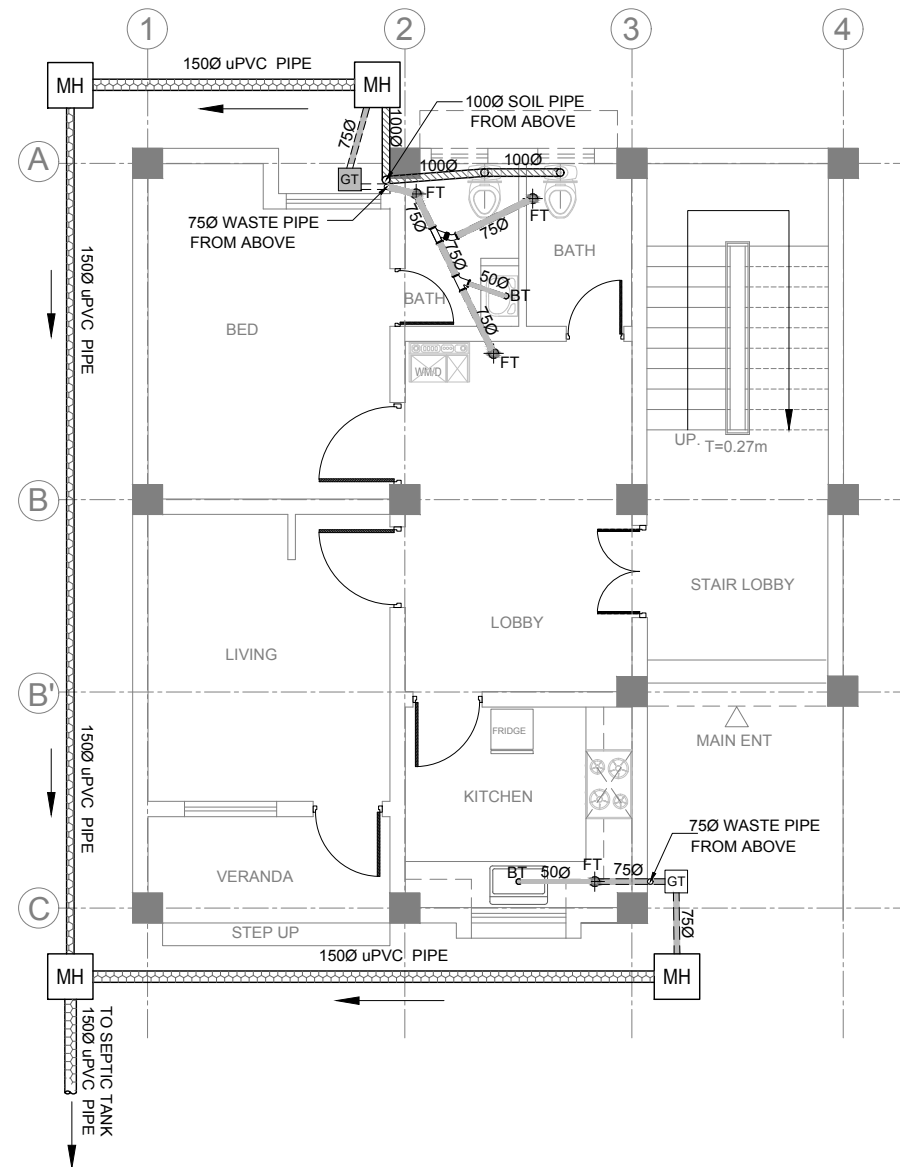 1
2
3
4
150Ø uPVC  PIPE
MH
MH
100Ø SOIL PIPE
FROM ABOVE
75Ø
100Ø
100Ø
100Ø
A
GT
FT
FT
75Ø WASTE PIPE
FROM ABOVE
75Ø
75Ø
75Ø
50Ø
BT
75Ø
FT
BATH
BATH
BED
150Ø uPVC  PIPE
WM/D
UP.
T=0.27m
B
STAIR LOBBY
LOBBY
LIVING
B'
150Ø uPVC  PIPE
FRIDGE
MAIN ENT
KITCHEN
75Ø WASTE PIPE
FROM ABOVE
VERANDA
BT
50Ø
FT
75Ø
GT
C
75Ø
STEP UP
150Ø uPVC  PIPE
MH
MH
TO SEPTIC TANK
150Ø uPVC  PIPE